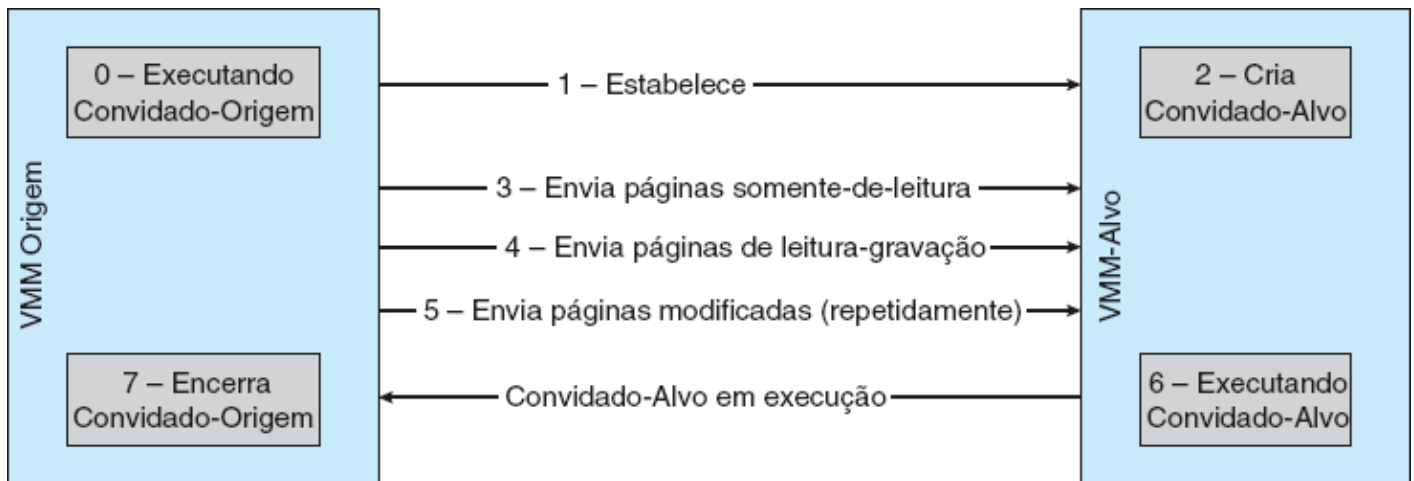 0 – Executando
Convidado-Origem
1 – Estabelece
2 – Cria
Convidado-Alvo
VMM Origem
3 – Envia páginas somente-de-leitura
4 – Envia páginas de leitura-gravação
5 – Envia páginas modificadas (repetidamente)
VMM-Alvo
7 – Encerra
Convidado-Origem
Convidado-Alvo em execução
6 – Executando
Convidado-Alvo